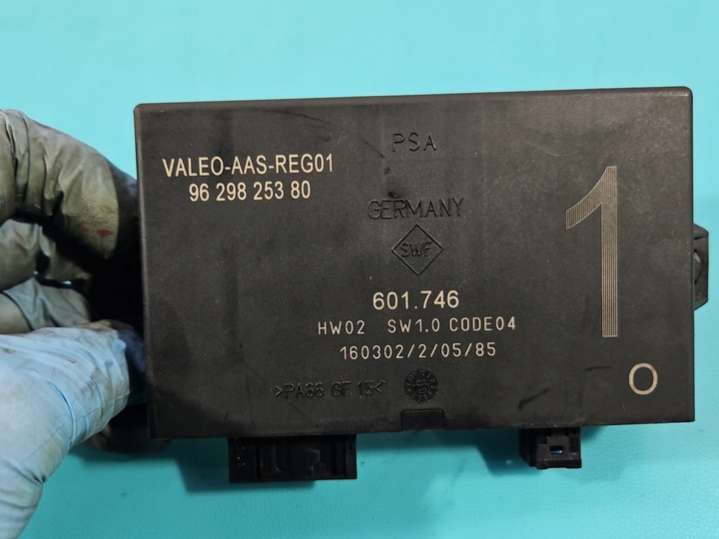 PSA
VALEO-AAS-REG01
96 298 253 80
GERMANY
SWF
1
601.746
HW02 SW1.0 CODE04
160302/2/05/85
>PA66 GF 15<
O